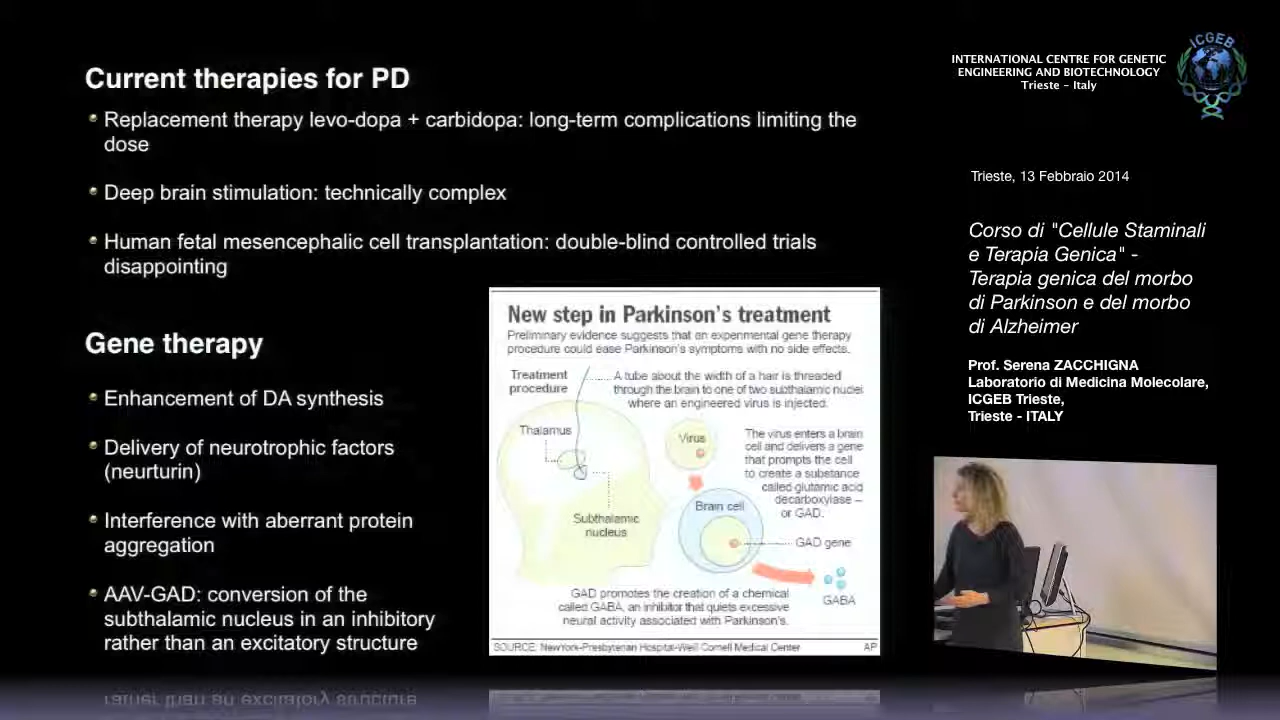 Current therapies for PD
Replacement therapy levo-dopa + carbidopa: long-term complications limiting the
dose
Deep brain stimulation: technically complex
Human fetal mesencephalic cell transplantation: double-blind controlled trials
disappointing
Gene therapy
Enhancement of DA synthesis
Delivery of neurotrophic factors
(neurturin)
Interference with aberrant protein
aggregation
AAV-GAD: conversion of the
subthalamic nucleus in an inhibitory
rather than an excitatory structure
New step in Parkinson's treatment
Preliminary evidence suggests that an expermental gene therapy
procedure could ease Parkinson's symptoms with no side effects.
Treatment
procedure
A tube about the width of a hair is threaded
through the brain to one of two subthalamic nuclei
where an engineered virus is injected.
Thalamus
Virus
The virus enters a brain
cell and delivers a gene
that prompts the cell
to create a substance
called glutamic acid
decarboxylase –
or GAD.
Brain cell
Subthalamic
nucleus
GAD gene
GABA
GAD promotes the creation of a chemical
called GABA, an inhibitor that quiets excessive
neural activity associated with Parkinson's.
SOURCE: NewYork-Presbyterian Hospital-Weill Cornell Medical Center
AP
INTERNATIONAL CENTRE FOR GENETIC
ENGINEERING AND BIOTECHNOLOGY
Trieste - Italy
ICGEB
Trieste, 13 Febbraio 2014
Corso di "Cellule Staminali
e Terapia Genica" -
Terapia genica del morbo
di Parkinson e del morbo
di Alzheimer
Prof. Serena ZACCHIGNA
Laboratorio di Medicina Molecolare,
ICGEB Trieste,
Trieste - ITALY